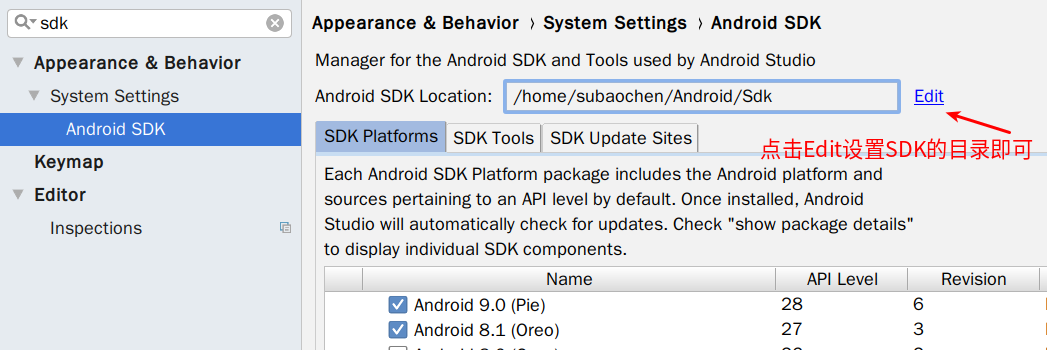 sdk
Appearance & Behavior
System Settings
Android SDK
Keymap
Editor
Inspections
Appearance & Behavior › System Settings › Android SDK
Manager for the Android SDK and Tools used by Android Studio
Android SDK Location: /home/subaochen/Android/Sdk Edit
点击Edit设置SDK的目录即可
SDK Platforms SDK Tools SDK Update Sites
Each Android SDK Platform package includes the Android platform and
sources pertaining to an API level by default. Once installed, Android
Studio will automatically check for updates. Check "show package details"
to display individual SDK components.
Name API Level Revision
Android 9.0 (Pie) 28 6
Android 8.1 (Oreo) 27 3